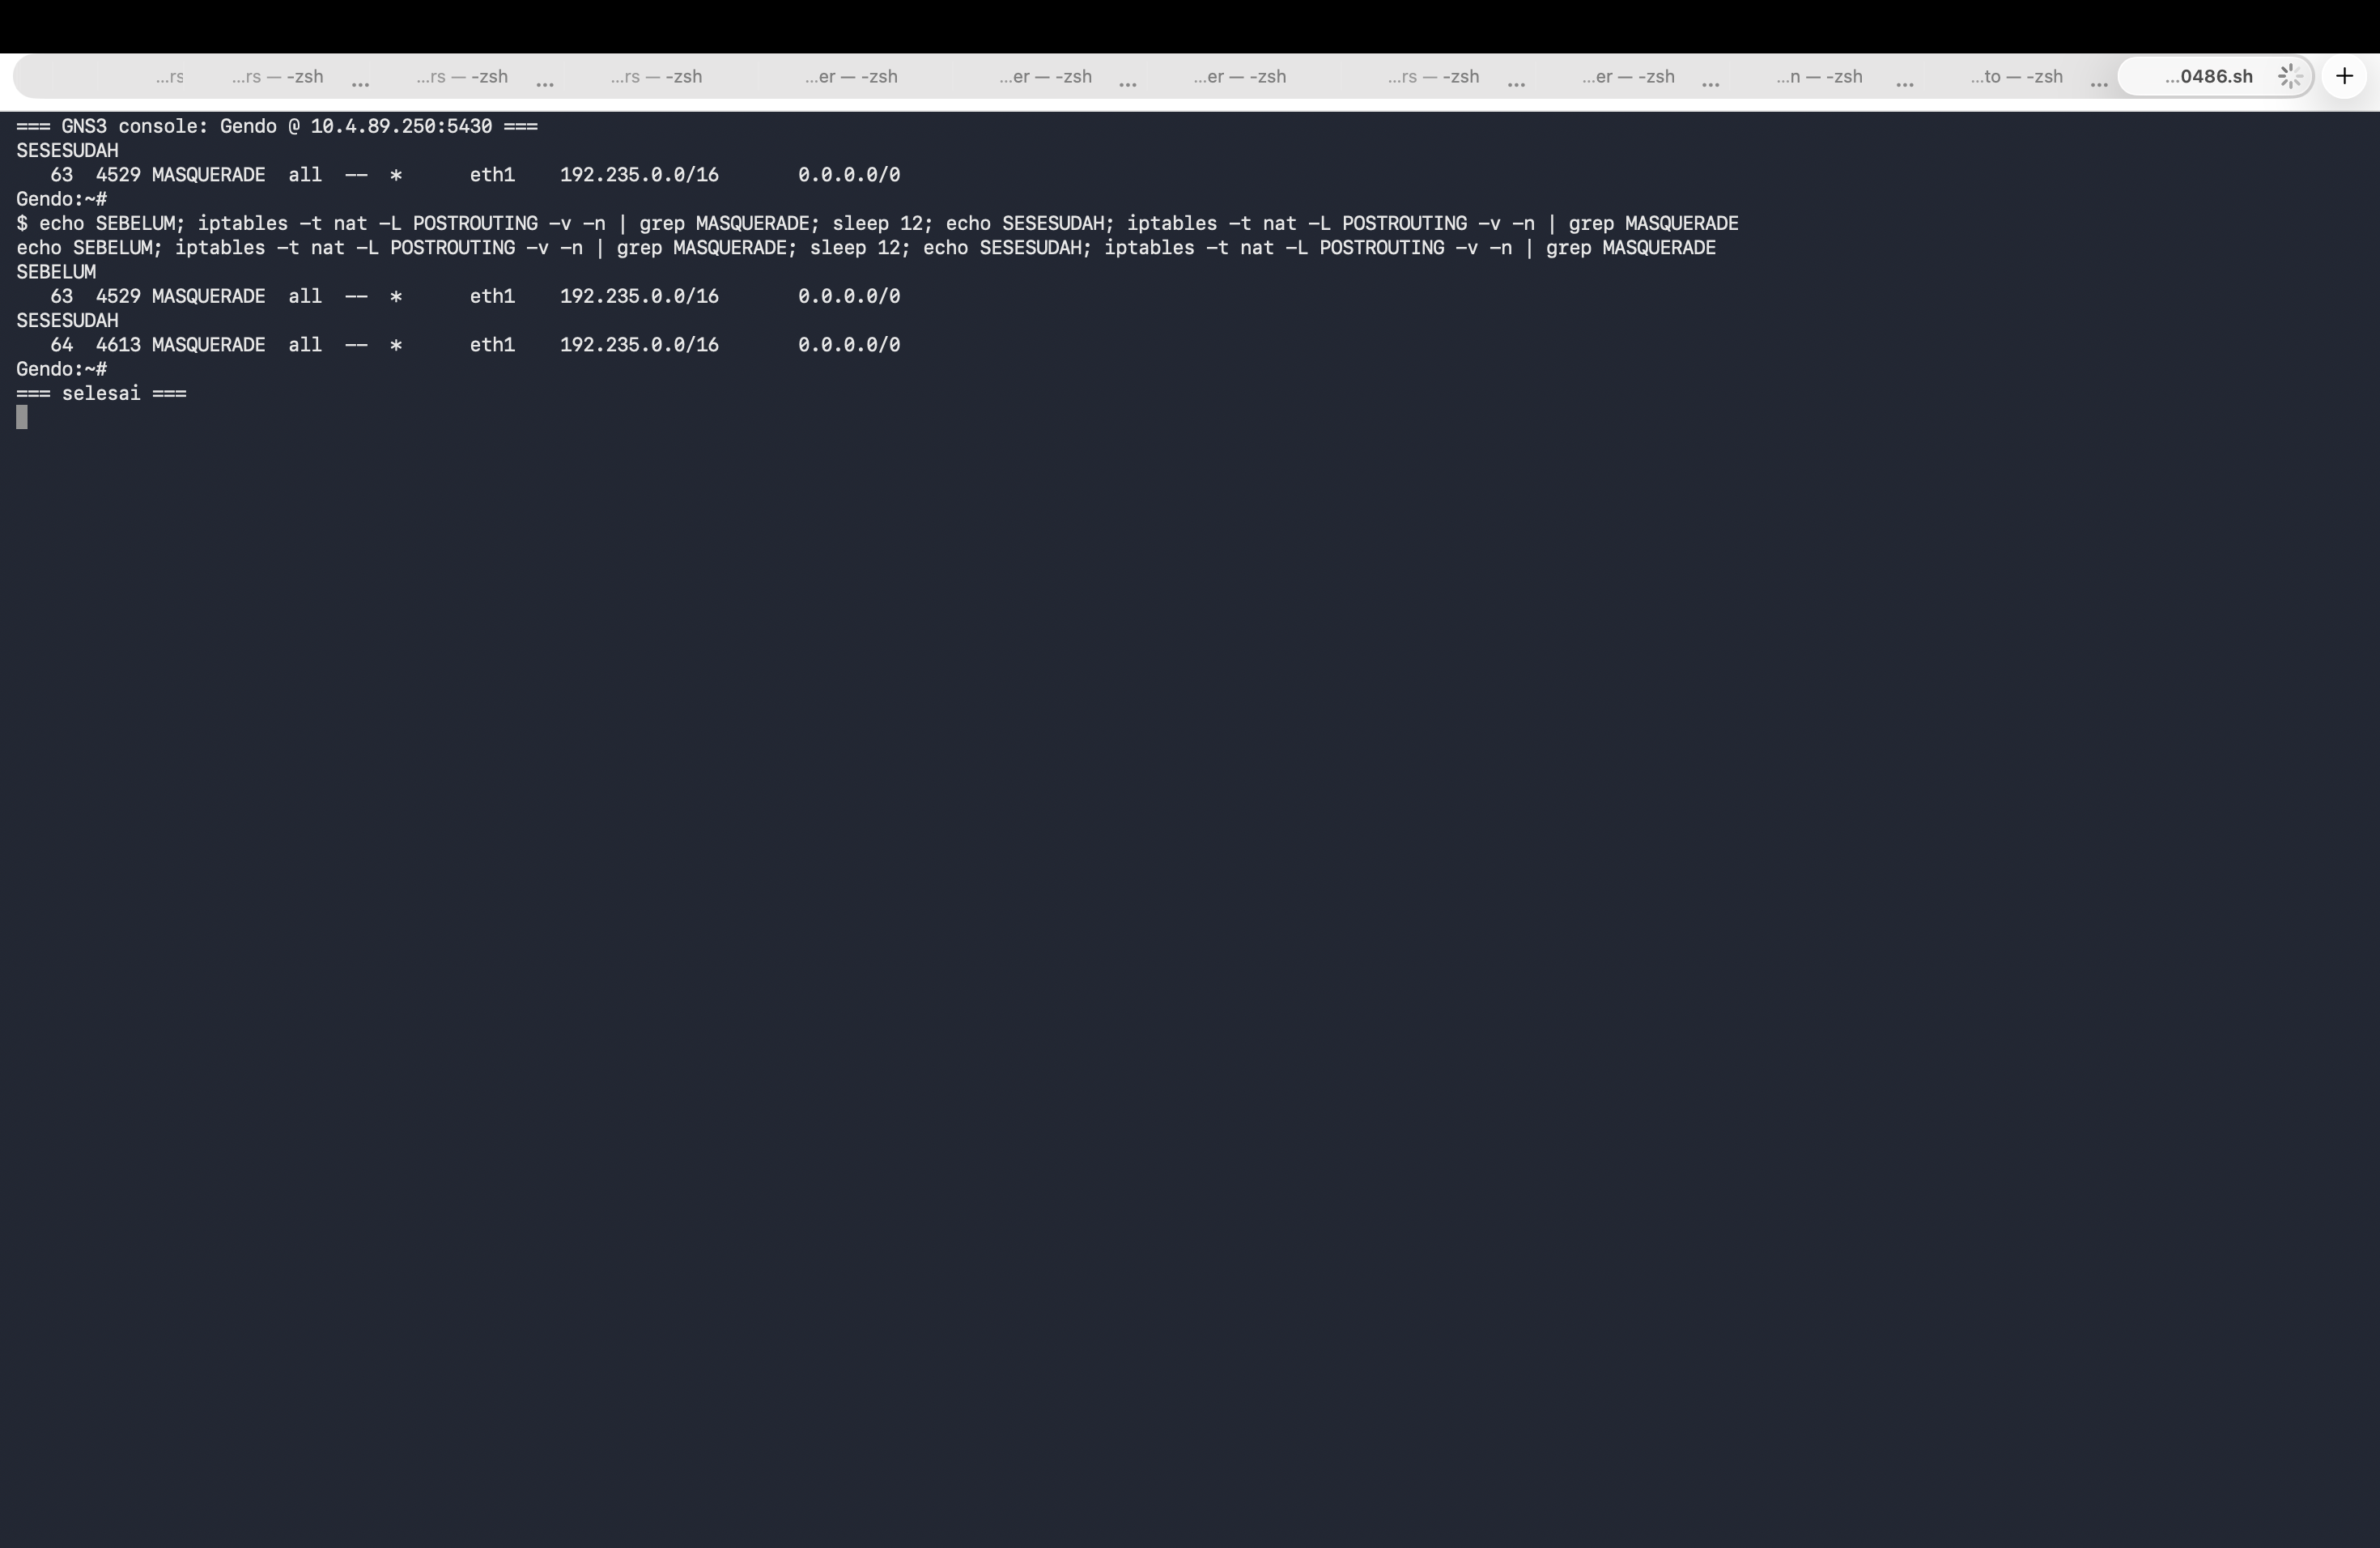 ...rs ...rs — -zsh ... ...rs — -zsh ... ...rs — -zsh ...er — -zsh ...er — -zsh ... ...er — -zsh ...rs — -zsh ... ...er — -zsh ... ...n — -zsh ... ...to — -zsh ... ...0486.sh +
=== GNS3 console: Gendo @ 10.4.89.250:5430 ===
SESESUDAH
   63  4529 MASQUERADE  all  --  *      eth1    192.235.0.0/16       0.0.0.0/0
Gendo:~#
$ echo SEBELUM; iptables -t nat -L POSTROUTING -v -n | grep MASQUERADE; sleep 12; echo SESESUDAH; iptables -t nat -L POSTROUTING -v -n | grep MASQUERADE
echo SEBELUM; iptables -t nat -L POSTROUTING -v -n | grep MASQUERADE; sleep 12; echo SESESUDAH; iptables -t nat -L POSTROUTING -v -n | grep MASQUERADE
SEBELUM
   63  4529 MASQUERADE  all  --  *      eth1    192.235.0.0/16       0.0.0.0/0
SESESUDAH
   64  4613 MASQUERADE  all  --  *      eth1    192.235.0.0/16       0.0.0.0/0
Gendo:~#
=== selesai ===